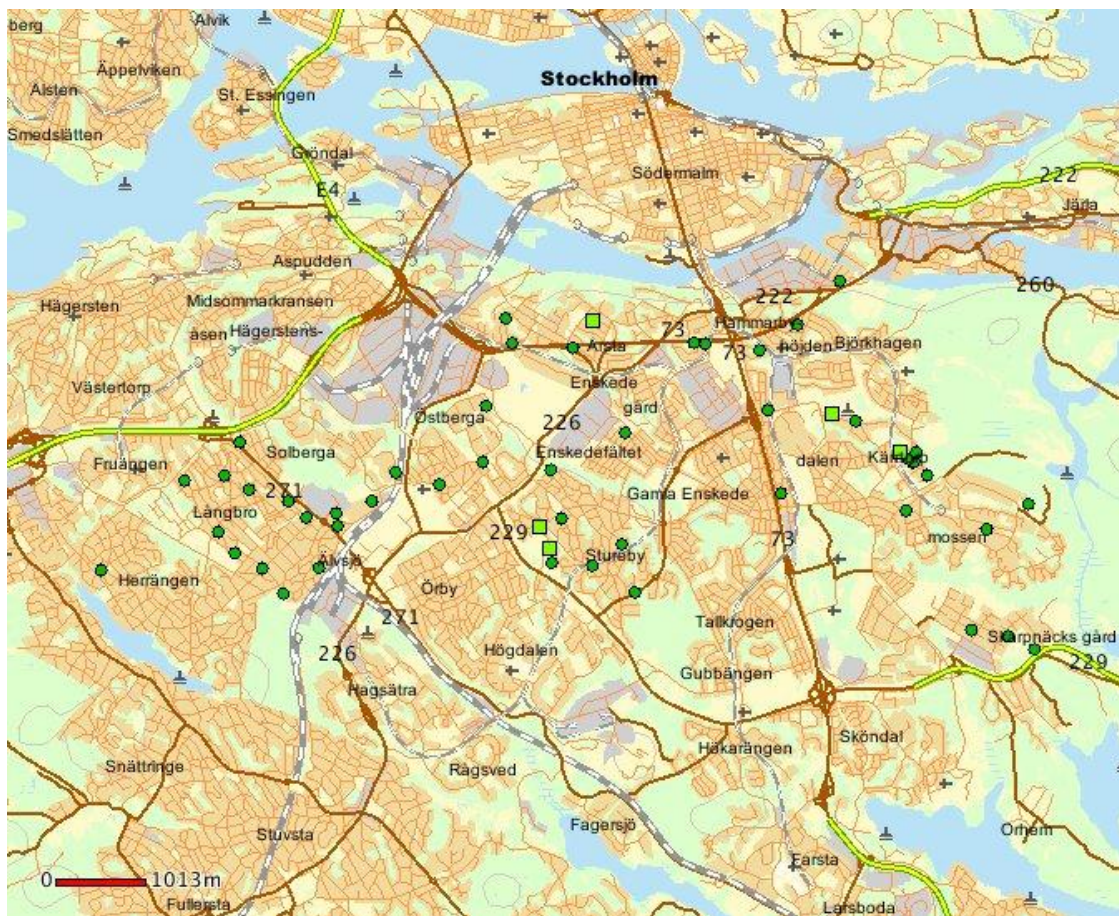 berg
Alvik
Äppelviken
Ålsten
St. Essingen
Smedslätten
Stockholm
Gröndal
Södermalm
E4
222
Järla
Aspudden
260
Hägersten
Midsommarkransen
222
åsen
Hägerstens-
73
Hammarby
Årsta
73
höjden
Björkhagen
Västertorp
Enskede
gård
Östberga
226
Solberga
Enskedefältet
dalen
Kärrtorp
Fruängen
271
Gamla Enskede
Långbro
229
73
mossen
Älvsjö
Stureby
Herrängen
Örby
271
Tallkrogen
Skarpnäcks gård
226
Högdalen
229
Gubbängen
Hagsätra
Sköndal
Hökarängen
Snättringe
Rågsved
Fagersjö
Stuvsta
Orhem
Farsta
0
1013m
Fullersta
Larsboda